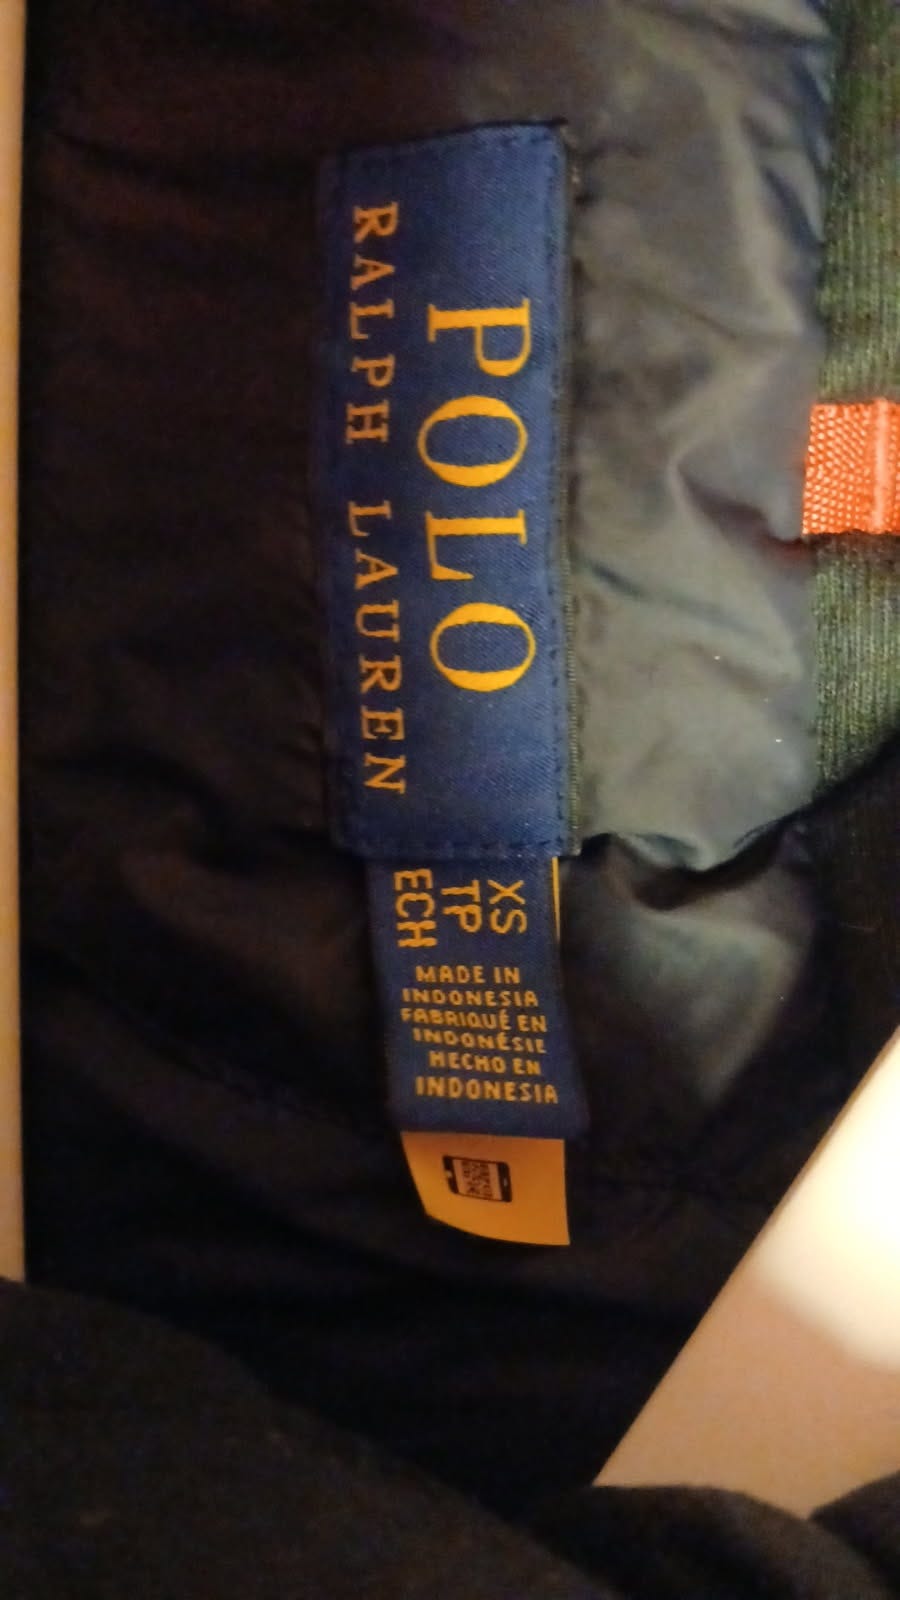 POLO
RALPH LAUREN
XS
TP
ECH
MADE IN
INDONESIA
FABRIQUÉ EN
INDONÉSIE
HECHO EN
INDONESIA